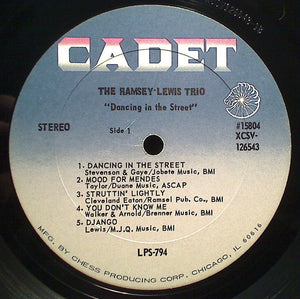 CADET
THE RAMSEY LEWIS TRIO
"Dancing in the Street"
STEREO
Side 1
#15804
XCSV-
126543
1- DANCING IN THE STREET
Stevenson & Gaye/Jobete Music, BMI
2- MOOD FOR MENDES
Taylor/Duane Music, ASCAP
3- STRUTTIN' LIGHTLY
Cleveland Eaton/Ramsel Pub. Co., BMI
4- YOU DON'T KNOW ME
Walker & Arnold/Brenner Music, BMI
5- DJANGO
Lewis/M.J.Q. Music, BMI
LPS-794
MFG. BY CHESS PRODUCING CORP. CHICAGO, IL 60616